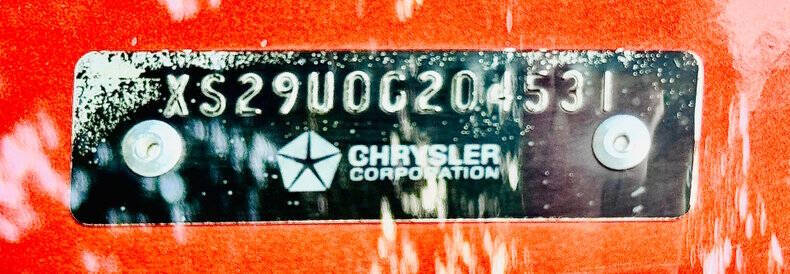 XS29U0G204531
CHRYSLER
CORPORATION